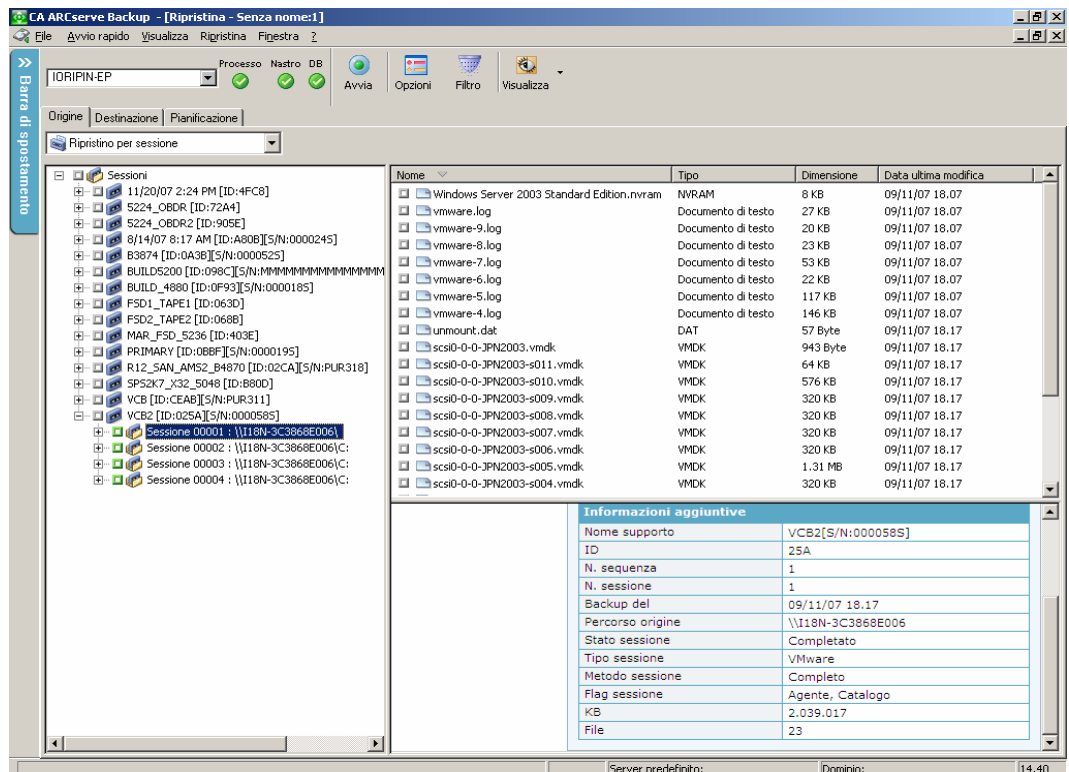 CA ARCserve Backup - [Ripristina - Senza nome:1]
File Avvio rapido Visualizza Ripristina Finestra ?
Processo Nastro DB
IORIPIN-EP
Avvia Opzioni Filtro Visualizza
Barra di spostamento
Origine Destinazione Pianificazione
Ripristino per sessione
Sessioni
11/20/07 2:24 PM [ID:4FC8]
5224_OBDR [ID:72A4]
5224_OBDR2 [ID:905E]
8/14/07 8:17 AM [ID:A80B][S/N:000024S]
B3874 [ID:0A3B][S/N:000052S]
BUILD5200 [ID:098C][S/N:MMMMMMMMMMMMMMM
BUILD_4880 [ID:0F93][S/N:000018S]
FSD1_TAPE1 [ID:063D]
FSD2_TAPE2 [ID:068B]
MAR_FSD_5236 [ID:403E]
PRIMARY [ID:0BBF][S/N:000019S]
R12_SAN_AMS2_B4870 [ID:02CA][S/N:PUR318]
SPS2K7_X32_5048 [ID:B80D]
VCB [ID:CEAB][S/N:PUR311]
VCB2 [ID:025A][S/N:000058S]
Sessione 00001 : \\I18N-3C3868E006\
Sessione 00002 : \\I18N-3C3868E006\C:
Sessione 00003 : \\I18N-3C3868E006\C:
Sessione 00004 : \\I18N-3C3868E006\C:
Nome Tipo Dimensione Data ultima modifica
Windows Server 2003 Standard Edition.nvram NVRAM 8 KB 09/11/07 18.07
vmware.log Documento di testo 27 KB 09/11/07 18.07
vmware-9.log Documento di testo 20 KB 09/11/07 18.07
vmware-8.log Documento di testo 23 KB 09/11/07 18.07
vmware-7.log Documento di testo 53 KB 09/11/07 18.07
vmware-6.log Documento di testo 22 KB 09/11/07 18.07
vmware-5.log Documento di testo 117 KB 09/11/07 18.07
vmware-4.log Documento di testo 146 KB 09/11/07 18.07
unmount.dat DAT 57 Byte 09/11/07 18.17
scsi0-0-0-JPN2003.vmdk VMDK 943 Byte 09/11/07 18.17
scsi0-0-0-JPN2003-s011.vmdk VMDK 64 KB 09/11/07 18.17
scsi0-0-0-JPN2003-s010.vmdk VMDK 576 KB 09/11/07 18.17
scsi0-0-0-JPN2003-s009.vmdk VMDK 320 KB 09/11/07 18.17
scsi0-0-0-JPN2003-s008.vmdk VMDK 320 KB 09/11/07 18.17
scsi0-0-0-JPN2003-s007.vmdk VMDK 320 KB 09/11/07 18.17
scsi0-0-0-JPN2003-s006.vmdk VMDK 320 KB 09/11/07 18.17
scsi0-0-0-JPN2003-s005.vmdk VMDK 1.31 MB 09/11/07 18.17
scsi0-0-0-JPN2003-s004.vmdk VMDK 320 KB 09/11/07 18.17
Informazioni aggiuntive
Nome supporto VCB2[S/N:000058S]
ID 25A
N. sequenza 1
N. sessione 1
Backup del 09/11/07 18.17
Percorso origine \\I18N-3C3868E006
Stato sessione Completato
Tipo sessione VMware
Metodo sessione Completo
Flag sessione Agente, Catalogo
KB 2.039.017
File 23
Server predefinito: Dominio: 14.40